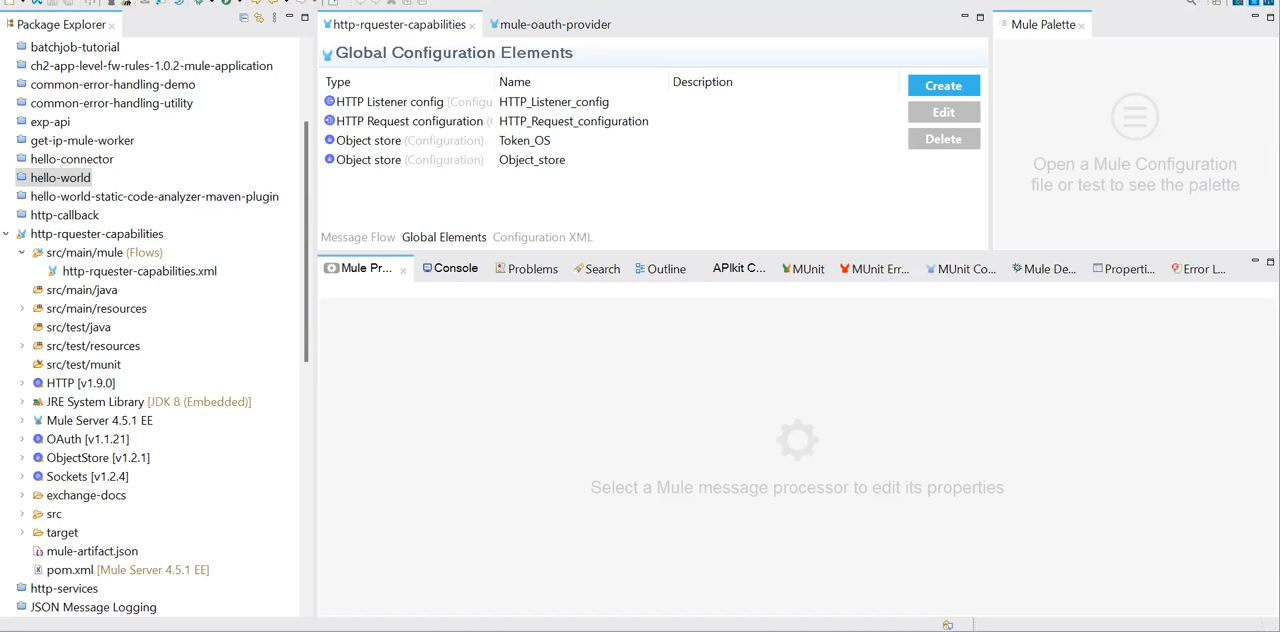 Package Explorer
batchjob-tutorial
ch2-app-level-fw-rules-1.0.2-mule-application
common-error-handling-demo
common-error-handling-utility
exp-api
get-ip-mule-worker
hello-connector
hello-world
hello-world-static-code-analyzer-maven-plugin
http-callback
http-rquester-capabilities
src/main/mule (Flows)
http-rquester-capabilities.xml
src/main/java
src/main/resources
src/test/java
src/test/resources
src/test/munit
HTTP [v1.9.0]
JRE System Library [JDK 8 (Embedded)]
Mule Server 4.5.1 EE
OAuth [v1.1.21]
ObjectStore [v1.2.1]
Sockets [v1.2.4]
exchange-docs
src
target
mule-artifact.json
pom.xml [Mule Server 4.5.1 EE]
http-services
JSON Message Logging
http-rquester-capabilities mule-oauth-provider
Global Configuration Elements
Type Name Description
HTTP Listener config (Configu HTTP_Listener_config
HTTP Request configuration ( HTTP_Request_configuration
Object store (Configuration) Token_OS
Object store (Configuration) Object_store
Create
Edit
Delete
Message Flow Global Elements Configuration XML
Mule Palette
Open a Mule Configuration
file or test to see the palette
Mule Pr... Console Problems Search Outline APIkit C... MUnit MUnit Err... MUnit Co... Mule De... Properti... Error L...
Select a Mule message processor to edit its properties